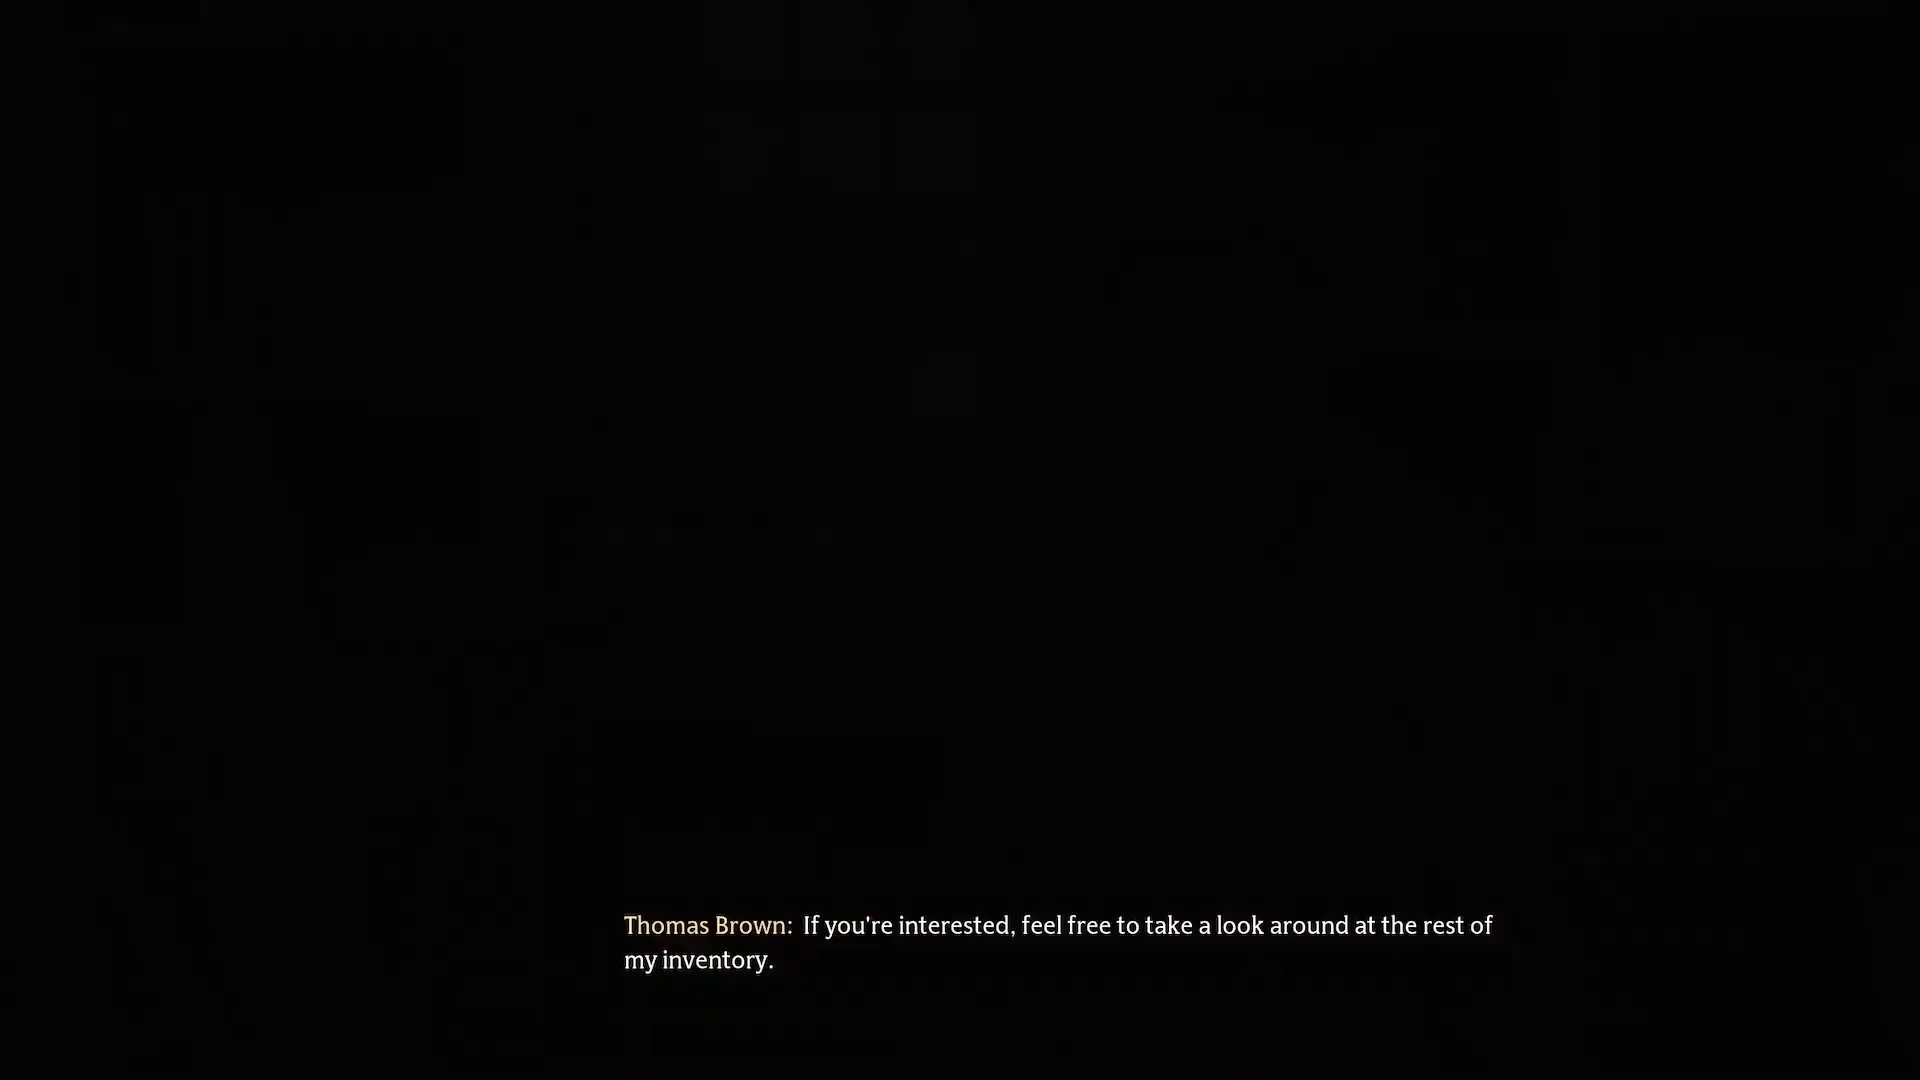 Thomas Brown: If you're interested, feel free to take a look around at the rest of
my inventory.